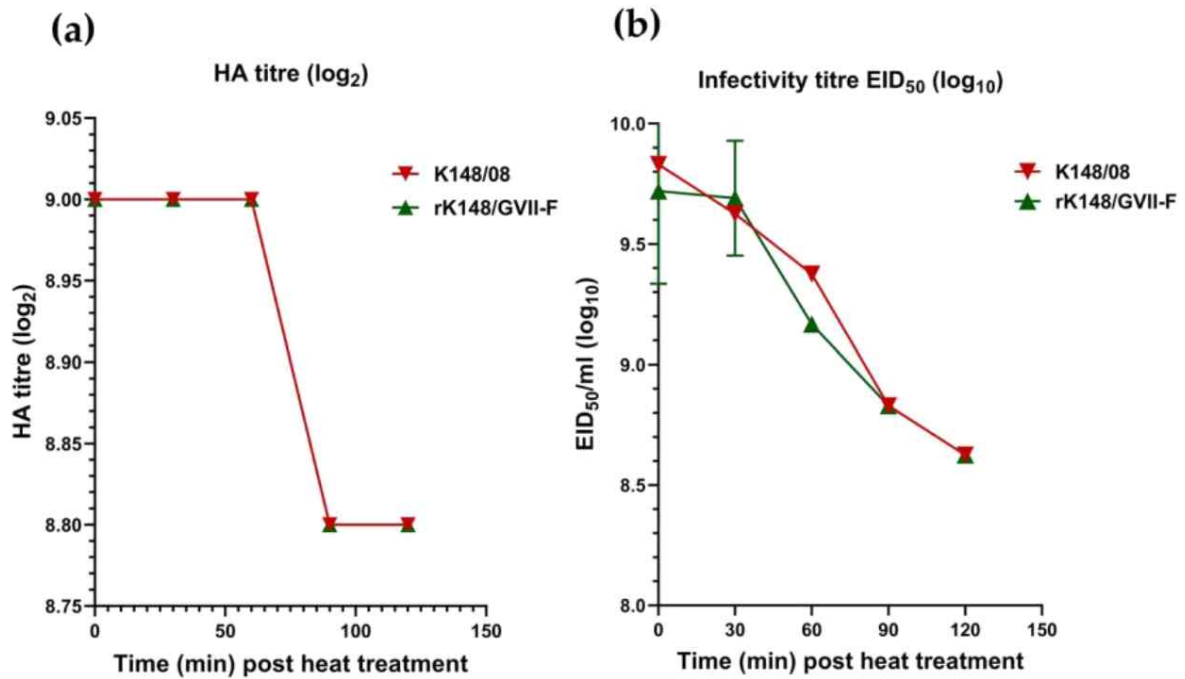 (a)
HA titre (log2)
9.05
9.00
8.95
8.90
8.85
8.80
8.75
HA titre (log2)
0
50
100
150
Time (min) post heat treatment
K148/08
rK148/GVII-F
(b)
Infectivity titre EID50 (log10)
10.0
9.5
9.0
8.5
8.0
EID50/ml (log10)
0
30
60
90
120
150
Time (min) post heat treatment
K148/08
rK148/GVII-F